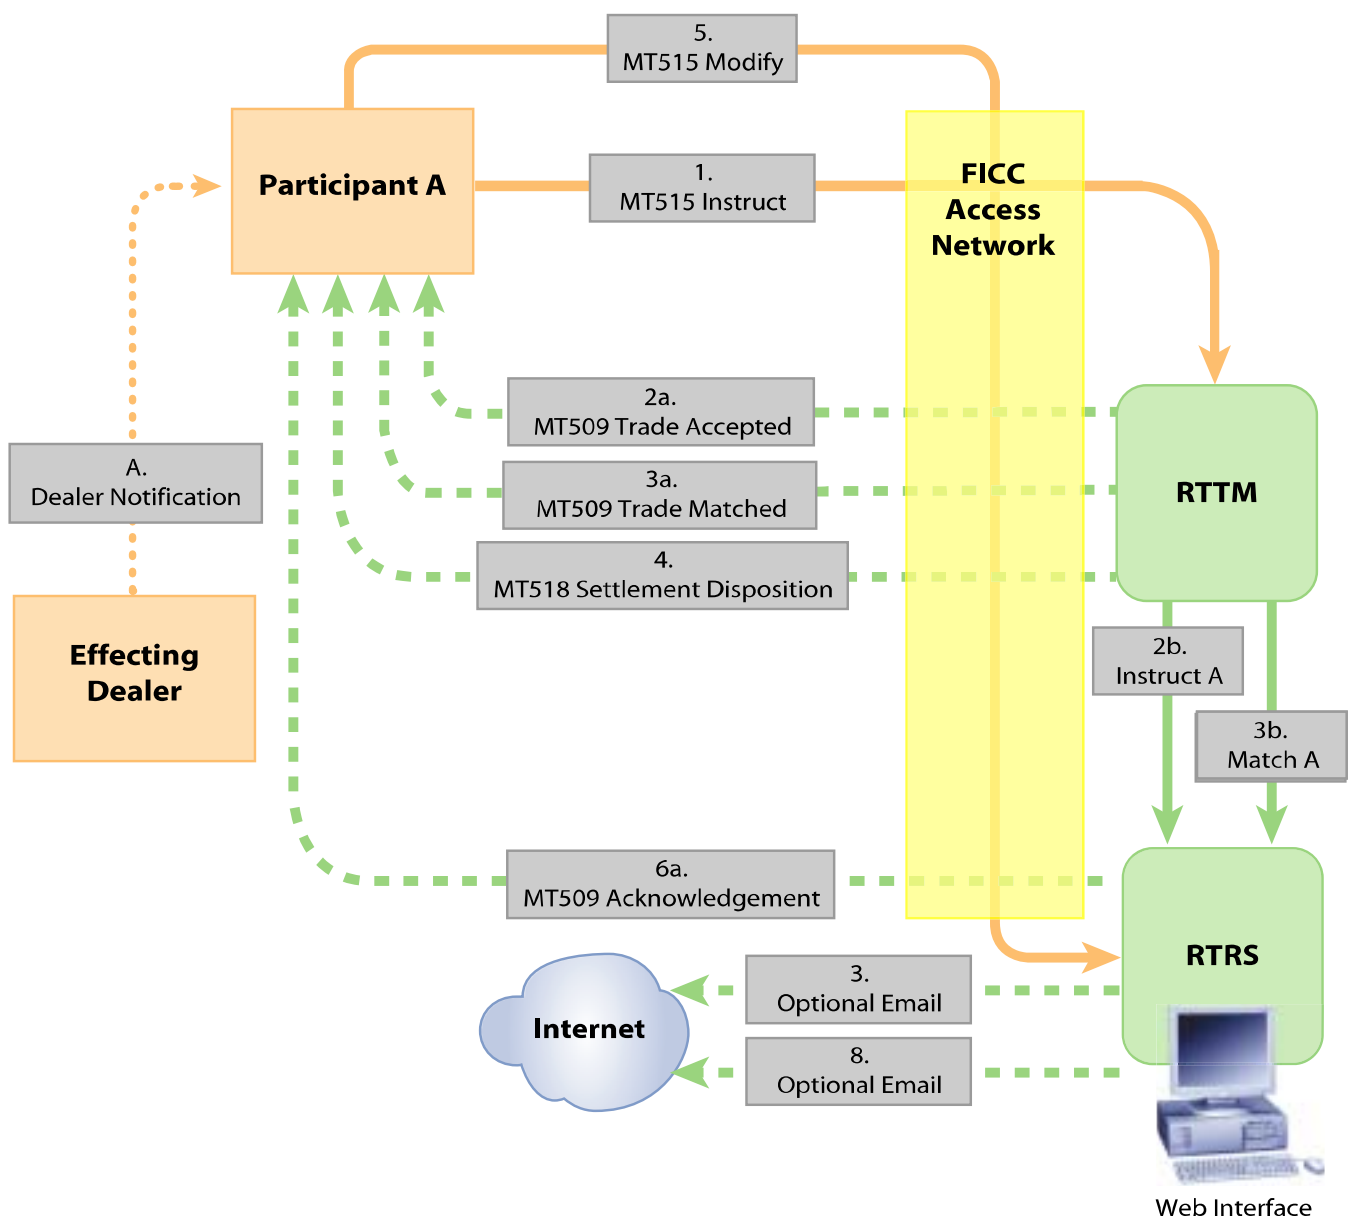 5.
MT515 Modify
Participant A
1.
MT515 Instruct
FICC
Access
Network
2a.
MT509 Trade Accepted
A.
Dealer Notification
3a.
MT509 Trade Matched
RTTM
4.
MT518 Settlement Disposition
Effecting
Dealer
2b.
Instruct A
3b.
Match A
6a.
MT509 Acknowledgement
RTRS
3.
Optional Email
Internet
8.
Optional Email
Web Interface